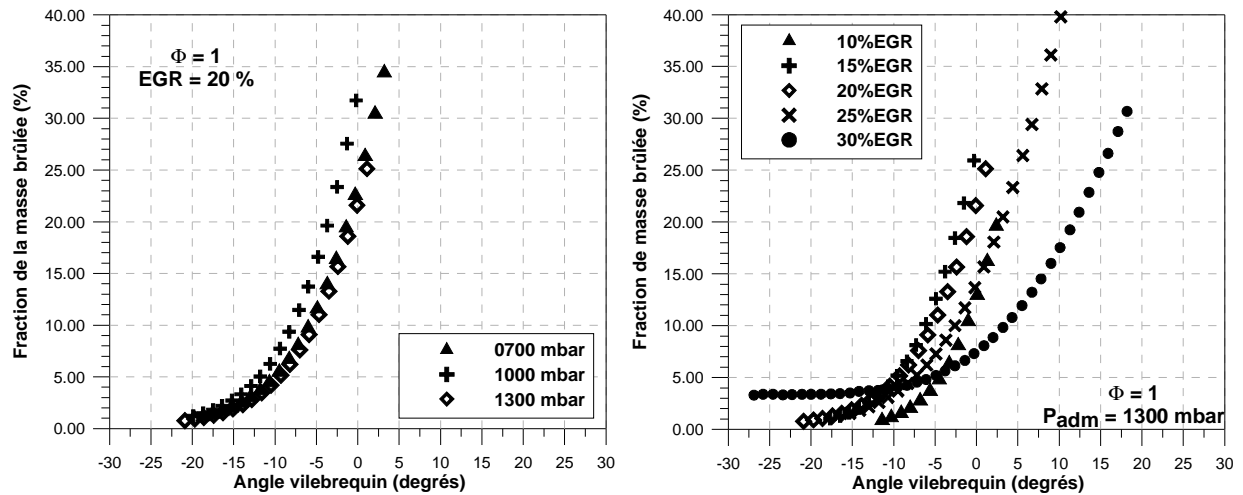 40.00
35.00
30.00
25.00
20.00
15.00
10.00
5.00
0.00
Fraction de la masse brûlée (%)
Φ = 1
EGR = 20 %
0700 mbar
1000 mbar
1300 mbar
-30 -25 -20 -15 -10 -5 0 5 10 15 20 25 30
Angle vilebrequin (degrés)
40.00
35.00
30.00
25.00
20.00
15.00
10.00
5.00
0.00
Fraction de masse brûlée (%)
10%EGR
15%EGR
20%EGR
25%EGR
30%EGR
Φ = 1
Padm = 1300 mbar
-30 -25 -20 -15 -10 -5 0 5 10 15 20 25 30
Angle vilebrequin (degrés)